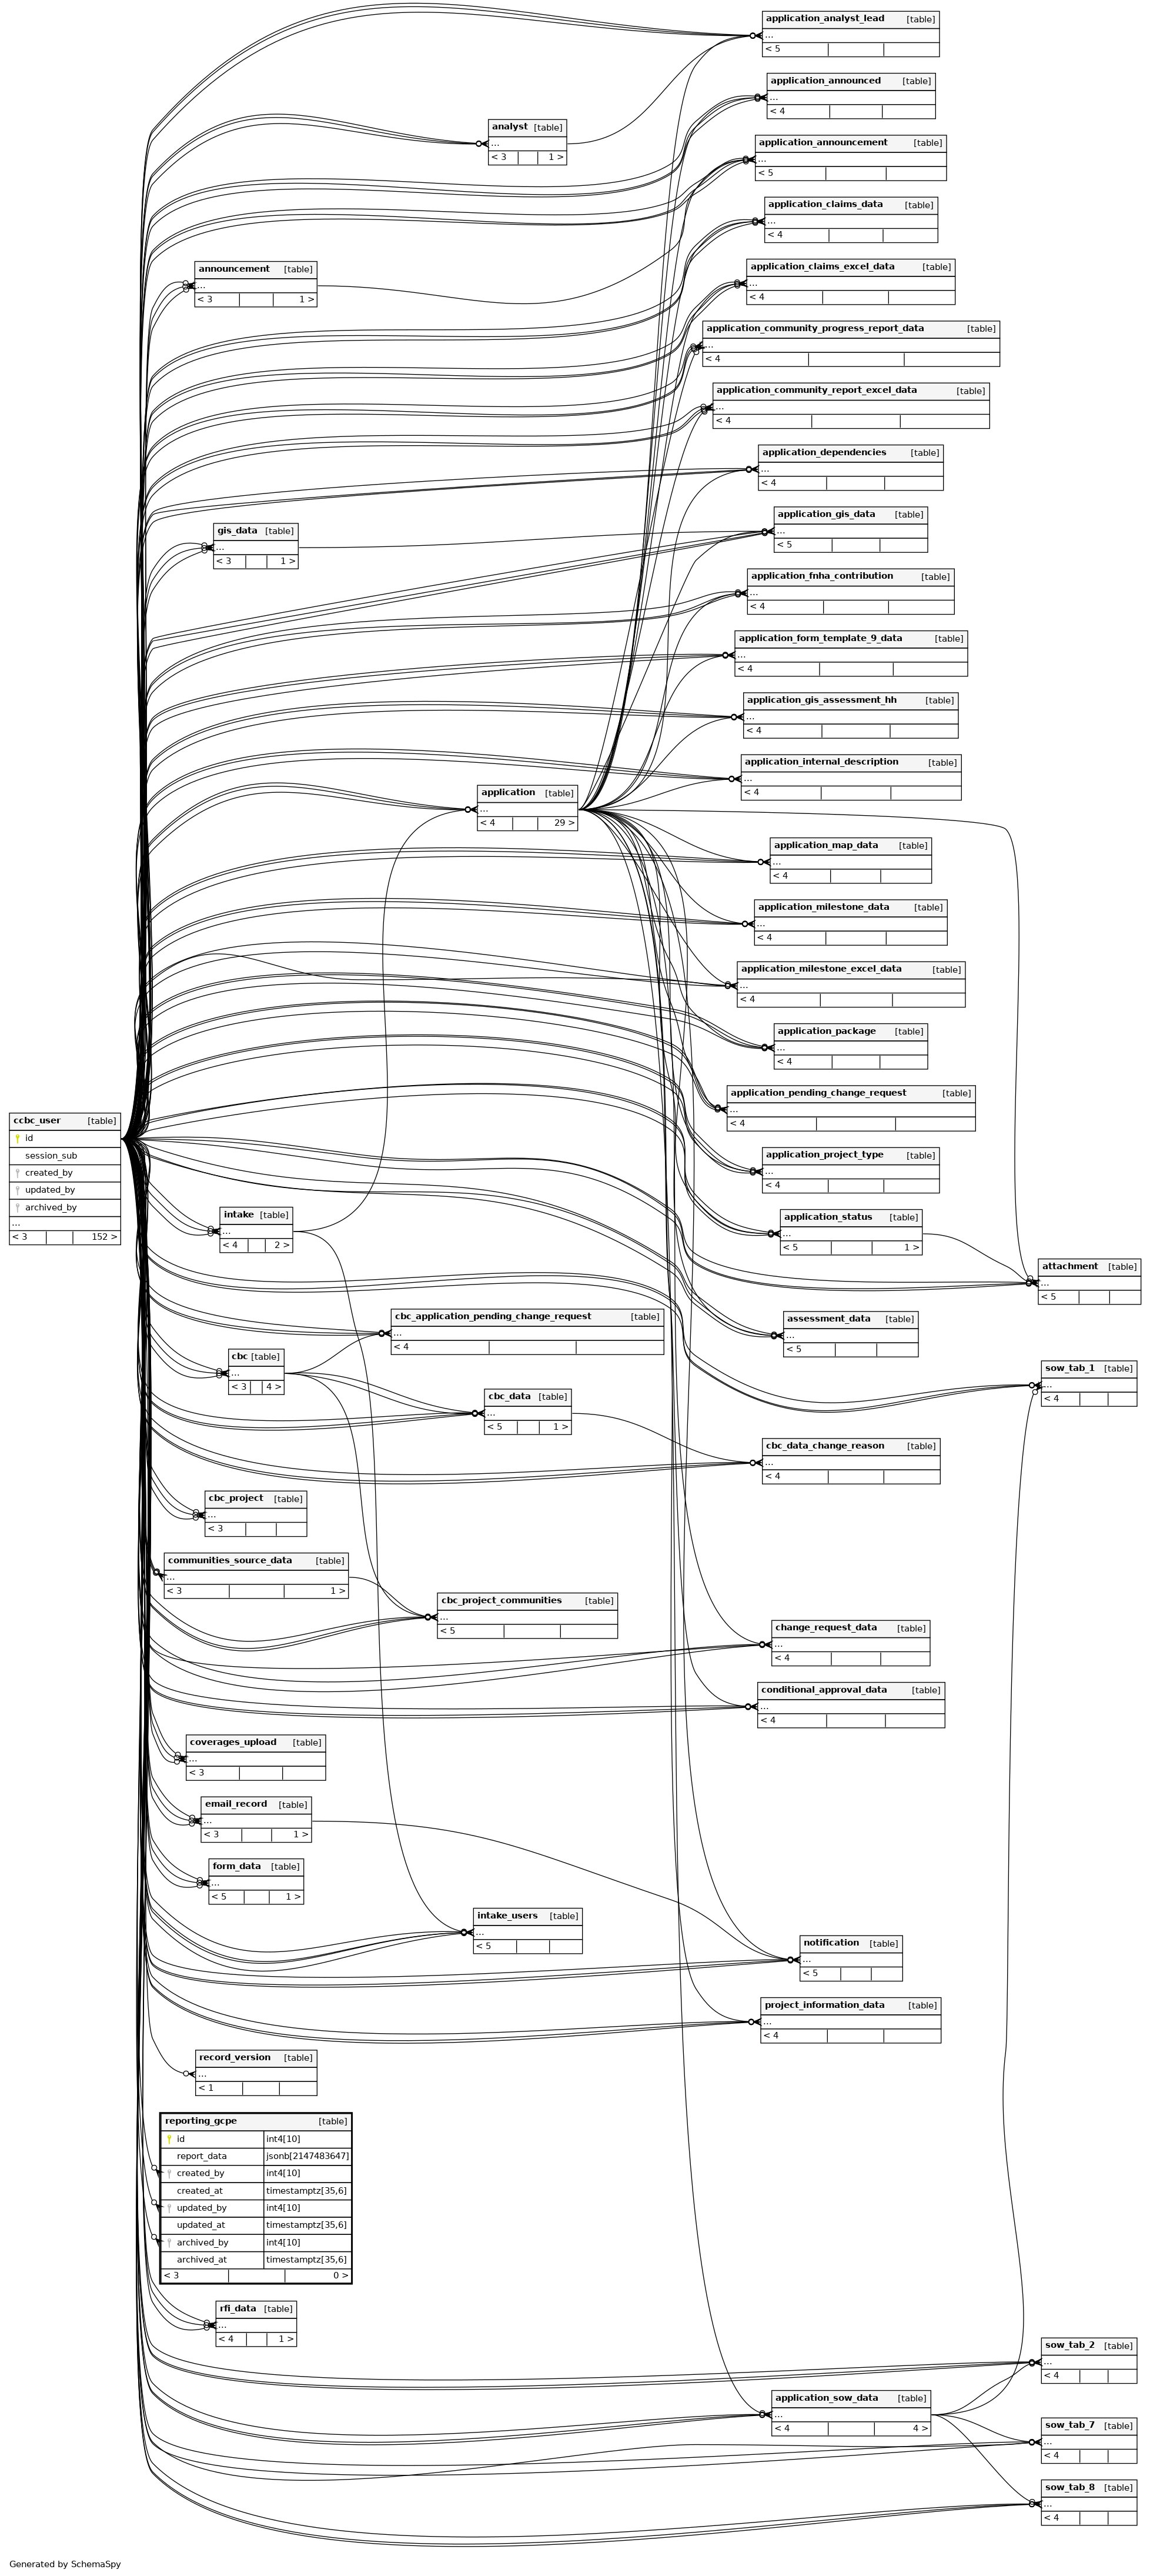 application_analyst_lead [table]
...
< 5
application_announced [table]
...
< 4
analyst [table]
...
< 3 1 >
application_announcement [table]
...
< 5
application_claims_data [table]
...
< 4
announcement [table]
...
< 3 1 >
application_claims_excel_data [table]
...
< 4
application_community_progress_report_data [table]
...
< 4
application_community_report_excel_data [table]
...
< 4
application_dependencies [table]
...
< 4
gis_data [table]
...
< 3 1 >
application_gis_data [table]
...
< 5
application_fnha_contribution [table]
...
< 4
application_form_template_9_data [table]
...
< 4
application_gis_assessment_hh [table]
...
< 4
application_internal_description [table]
...
< 4
application [table]
...
< 4 29 >
application_map_data [table]
...
< 4
application_milestone_data [table]
...
< 4
application_milestone_excel_data [table]
...
< 4
application_package [table]
...
< 4
application_pending_change_request [table]
...
< 4
ccbc_user [table]
id
session_sub
created_by
updated_by
archived_by
...
< 3 152 >
application_project_type [table]
...
< 4
intake [table]
...
< 4 2 >
application_status [table]
...
< 5 1 >
attachment [table]
...
< 5
cbc_application_pending_change_request [table]
...
< 4
assessment_data [table]
...
< 5
cbc [table]
...
< 3 4 >
sow_tab_1 [table]
...
< 4
cbc_data [table]
...
< 5 1 >
cbc_data_change_reason [table]
...
< 4
cbc_project [table]
...
< 3
communities_source_data [table]
...
< 3 1 >
cbc_project_communities [table]
...
< 5
change_request_data [table]
...
< 4
conditional_approval_data [table]
...
< 4
coverages_upload [table]
...
< 3
email_record [table]
...
< 3 1 >
form_data [table]
...
< 5 1 >
intake_users [table]
...
< 5
notification [table]
...
< 5
project_information_data [table]
...
< 4
record_version [table]
...
< 1
reporting_gcpe [table]
id int4[10]
report_data jsonb[2147483647]
created_by int4[10]
created_at timestamptz[35,6]
updated_by int4[10]
updated_at timestamptz[35,6]
archived_by int4[10]
archived_at timestamptz[35,6]
< 3 0 >
rfi_data [table]
...
< 4 1 >
sow_tab_2 [table]
...
< 4
application_sow_data [table]
...
< 4 4 >
sow_tab_7 [table]
...
< 4
sow_tab_8 [table]
...
< 4
Generated by SchemaSpy